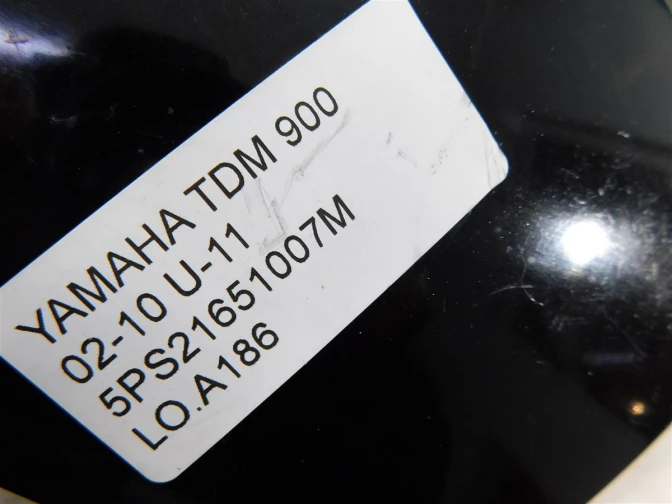 YAMAHA TDM 900
02-10 U-11
5PS21651007M
LO.A186